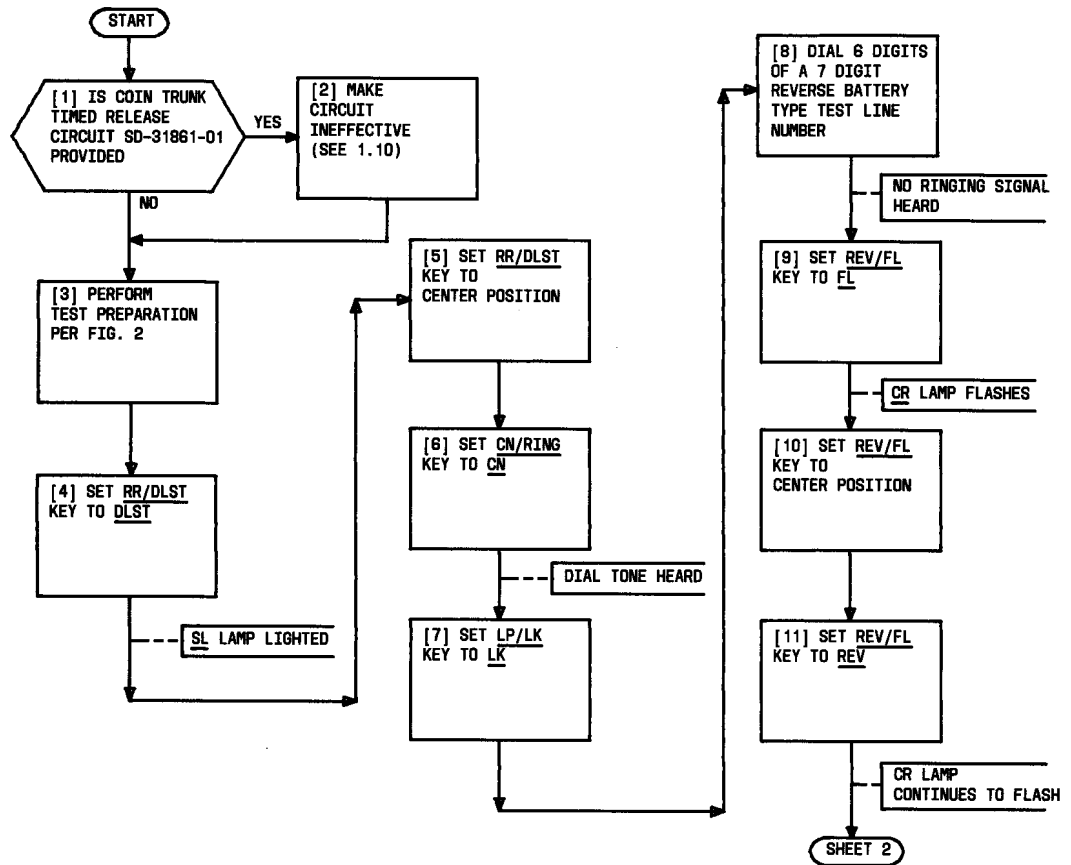 START
[1] IS COIN TRUNK
TIMED RELEASE
CIRCUIT SD-31861-01
PROVIDED
YES
NO
[2] MAKE
CIRCUIT
INEFFECTIVE
(SEE 1.10)
[3] PERFORM
TEST PREPARATION
PER FIG. 2
[4] SET RR/DLST
KEY TO DLST
SL LAMP LIGHTED
[5] SET RR/DLST
KEY TO
CENTER POSITION
[6] SET CN/RING
KEY TO CN
DIAL TONE HEARD
[7] SET LP/LK
KEY TO LK
[8] DIAL 6 DIGITS
OF A 7 DIGIT
REVERSE BATTERY
TYPE TEST LINE
NUMBER
NO RINGING SIGNAL
HEARD
[9] SET REV/FL
KEY TO FL
CR LAMP FLASHES
[10] SET REV/FL
KEY TO
CENTER POSITION
[11] SET REV/FL
KEY TO REV
CR LAMP
CONTINUES TO FLASH
SHEET 2